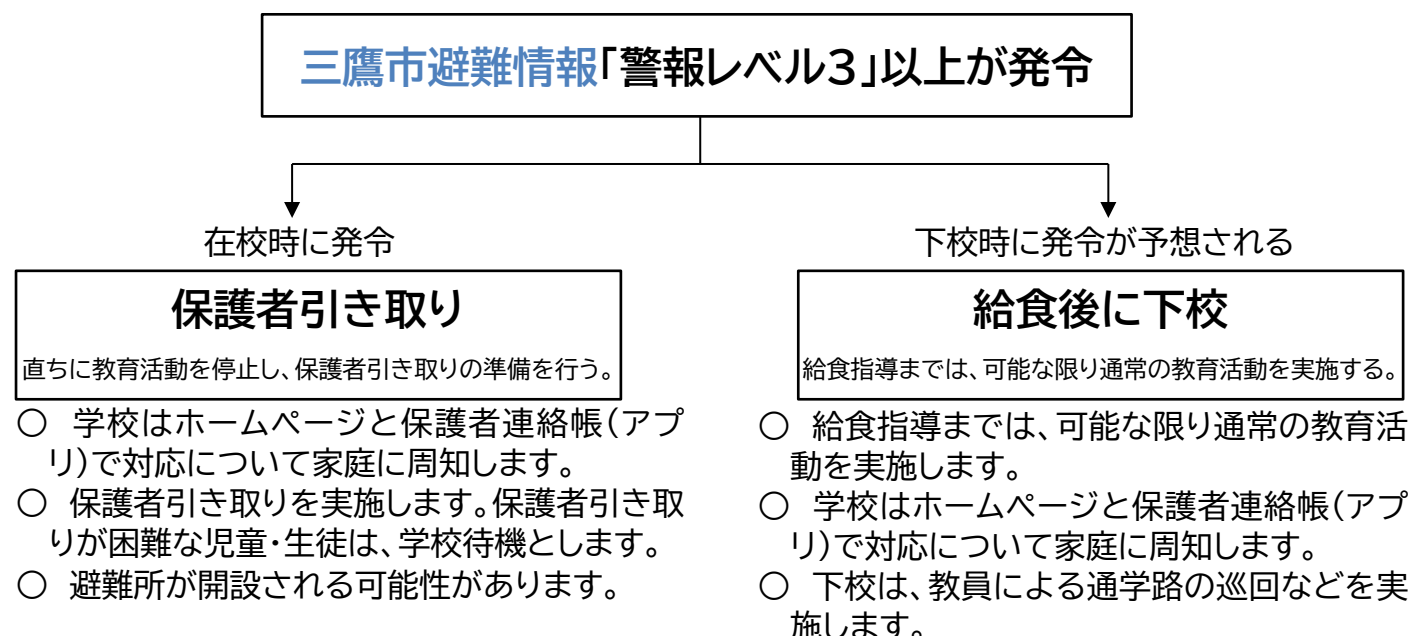 三鷹市避難情報「警報レベル3」以上が発令
在校時に発令
保護者引き取り
直ちに教育活動を停止し、保護者引き取りの準備を行う。
○ 学校はホームページと保護者連絡帳(アプ
リ)で対応について家庭に周知します。
○ 保護者引き取りを実施します。保護者引き取
りが困難な児童・生徒は、学校待機とします。
○ 避難所が開設される可能性があります。
下校時に発令が予想される
給食後に下校
給食指導までは、可能な限り通常の教育活動を実施する。
○ 給食指導までは、可能な限り通常の教育活
動を実施します。
○ 学校はホームページと保護者連絡帳(アプ
リ)で対応について家庭に周知します。
○ 下校は、教員による通学路の巡回などを実
施します。